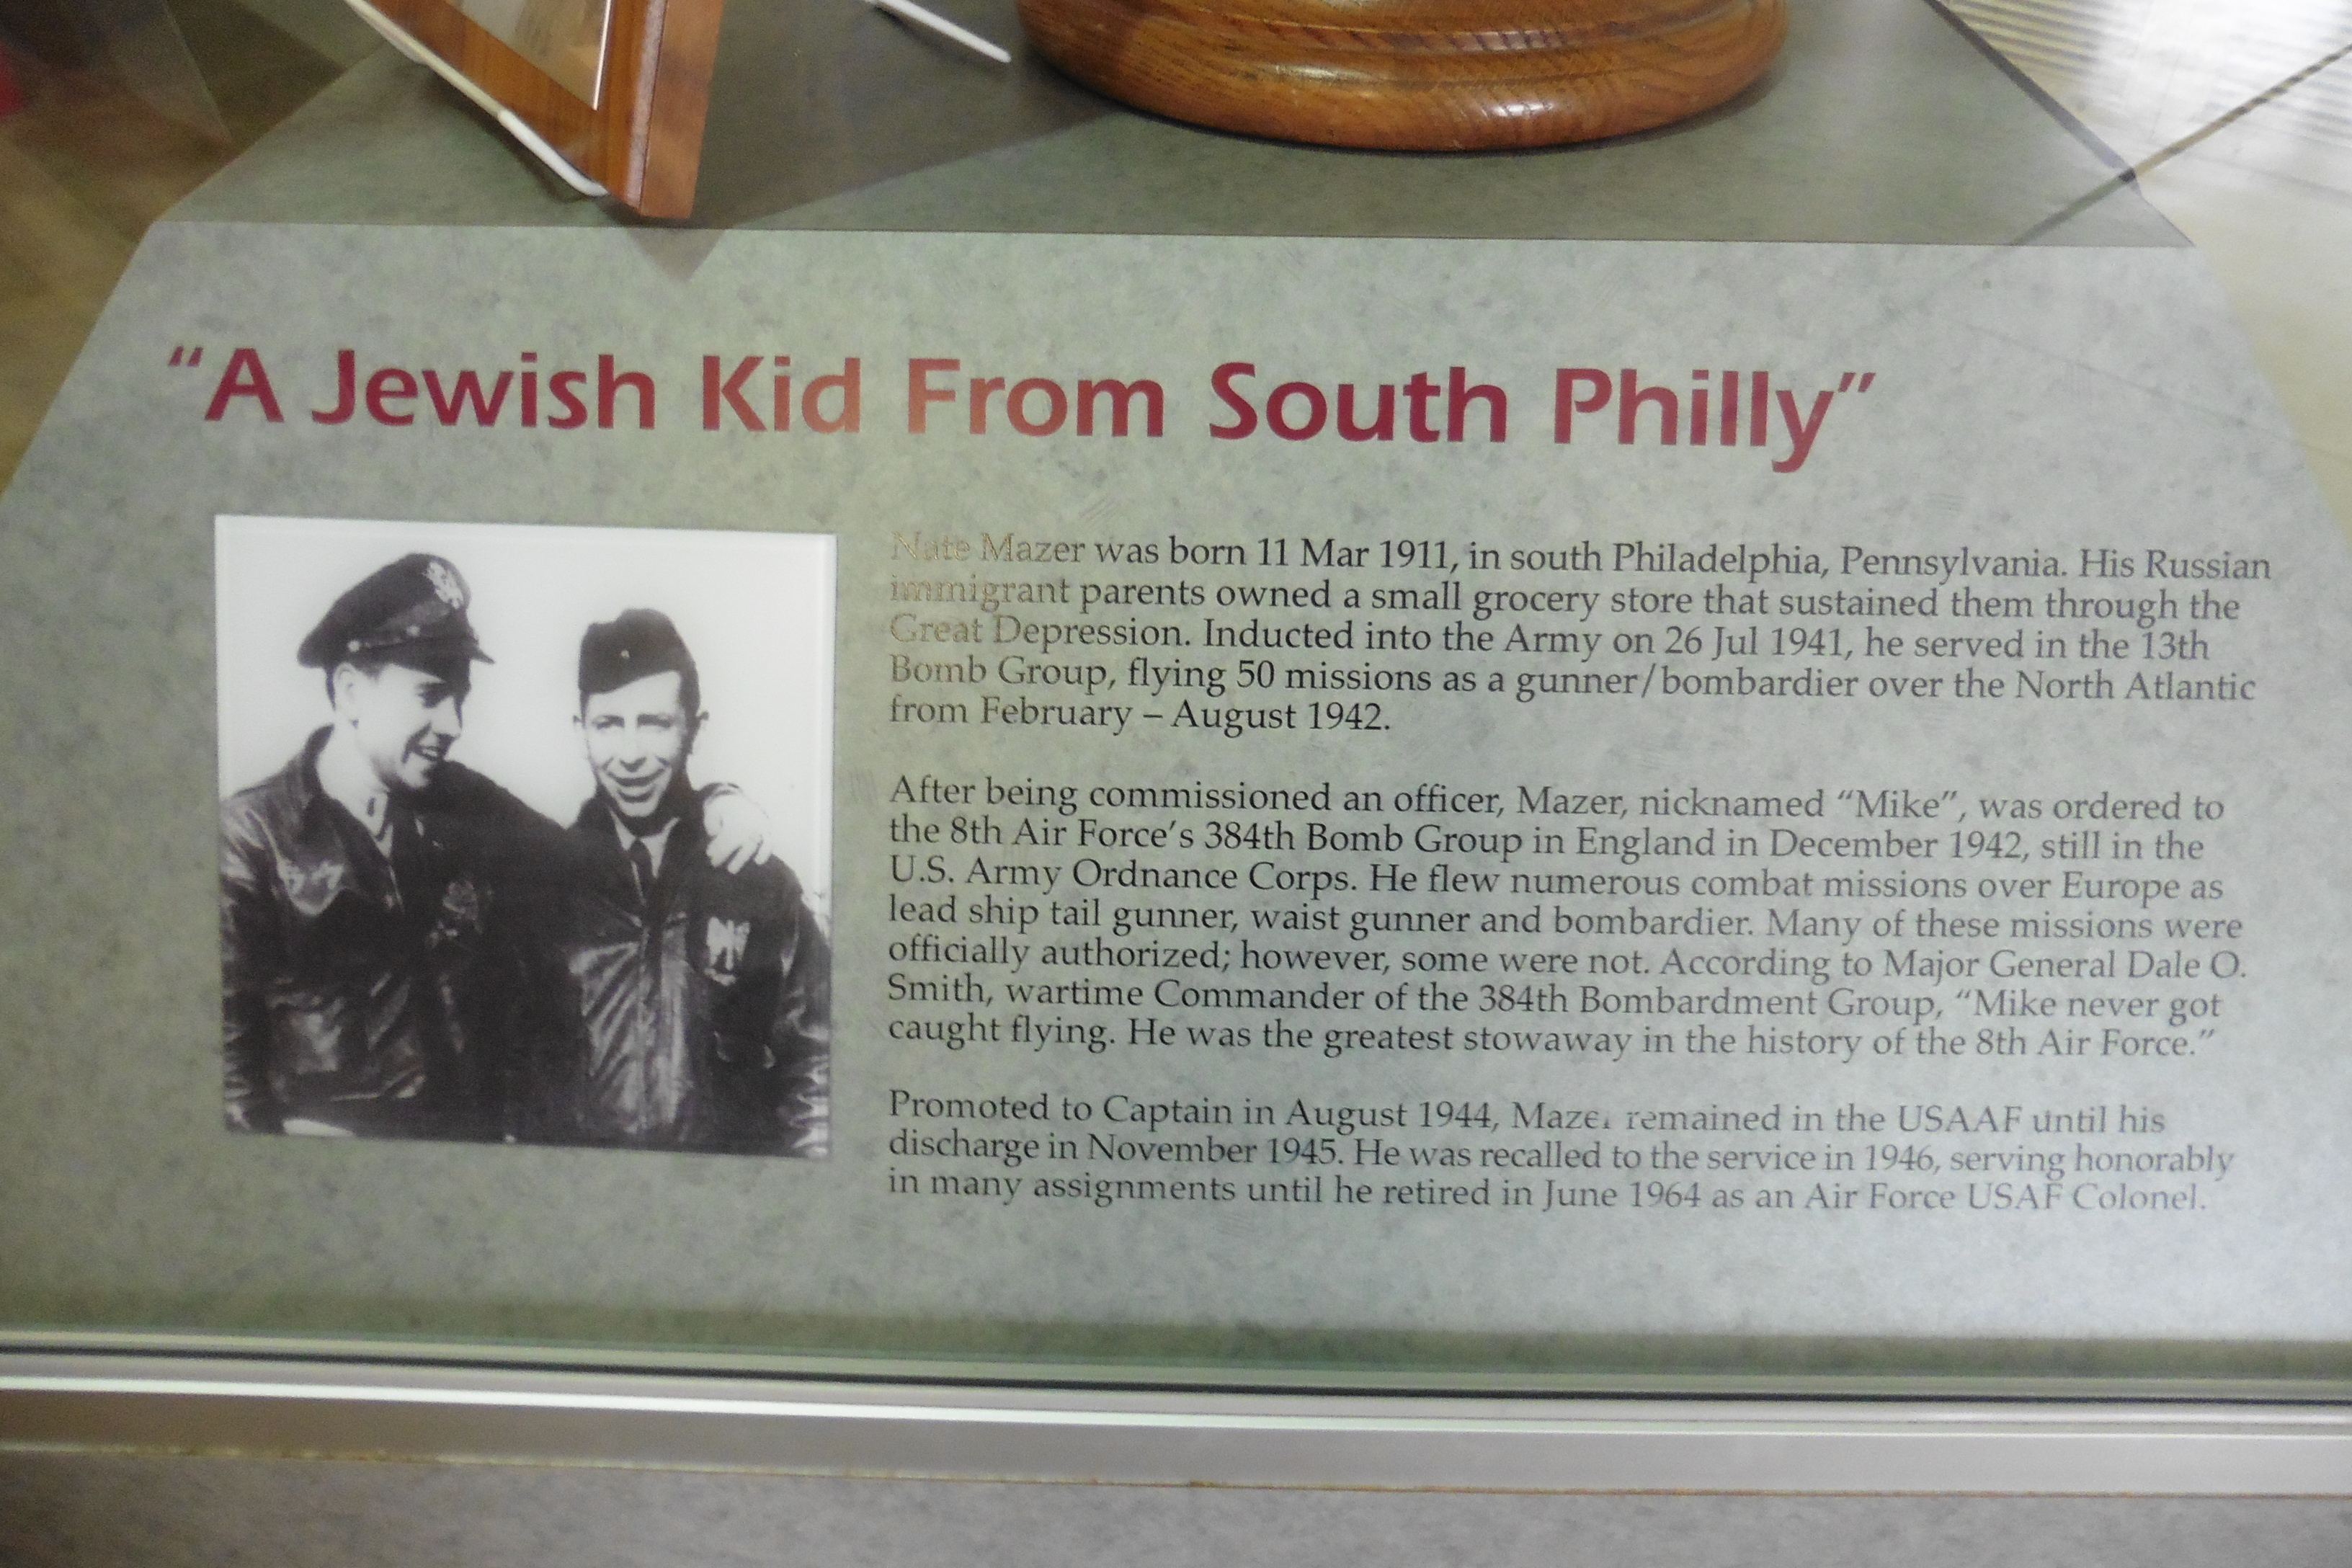 “A Jewish Kid From South Philly”
Nate Mazer was born 11 Mar 1911, in south Philadelphia, Pennsylvania. His Russian
immigrant parents owned a small grocery store that sustained them through the
Great Depression. Inducted into the Army on 26 Jul 1941, he served in the 13th
Bomb Group, flying 50 missions as a gunner/bombardier over the North Atlantic
from February – August 1942.
After being commissioned an officer, Mazer, nicknamed “Mike”, was ordered to
the 8th Air Force’s 384th Bomb Group in England in December 1942, still in the
U.S. Army Ordnance Corps. He flew numerous combat missions over Europe as
lead ship tail gunner, waist gunner and bombardier. Many of these missions were
officially authorized; however, some were not. According to Major General Dale O.
Smith, wartime Commander of the 384th Bombardment Group, “Mike never got
caught flying. He was the greatest stowaway in the history of the 8th Air Force.”
Promoted to Captain in August 1944, Mazer remained in the USAAF until his
discharge in November 1945. He was recalled to the service in 1946, serving honorably
in many assignments until he retired in June 1964 as an Air Force USAF Colonel.